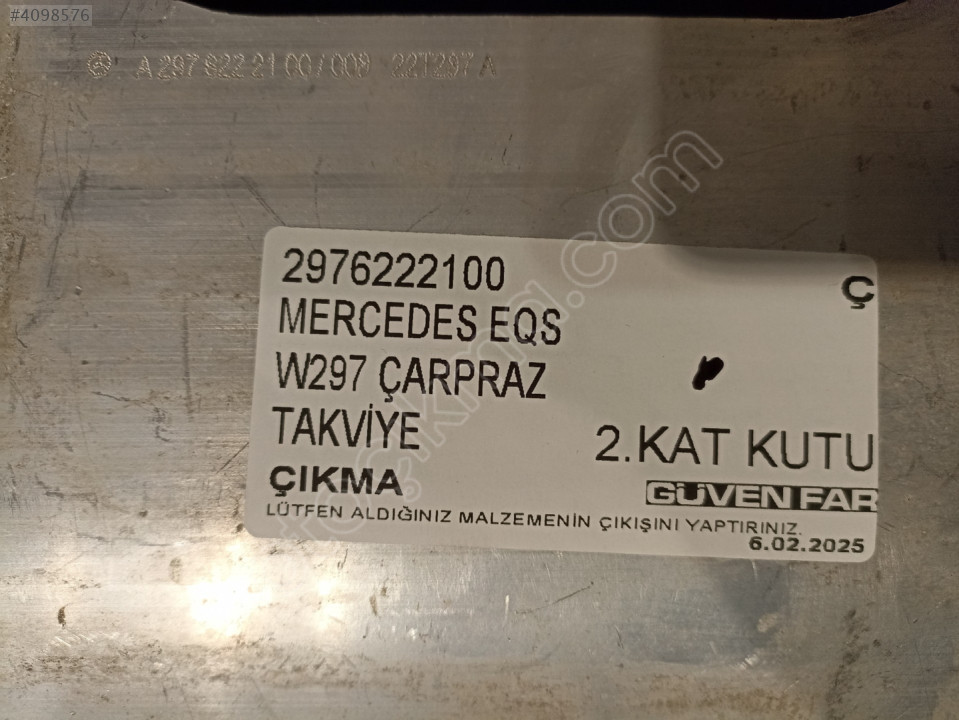 #4098576
A 297 622 21 00 / 008 22T297 A
2976222100
Ç
MERCEDES EQS
W297 ÇARPRAZ
TAKVİYE
2.KAT KUTU
ÇIKMA
GÜVEN FAR
LÜTFEN ALDIĞINIZ MALZEMENİN ÇIKIŞINI YAPTIRINIZ.
6.02.2025